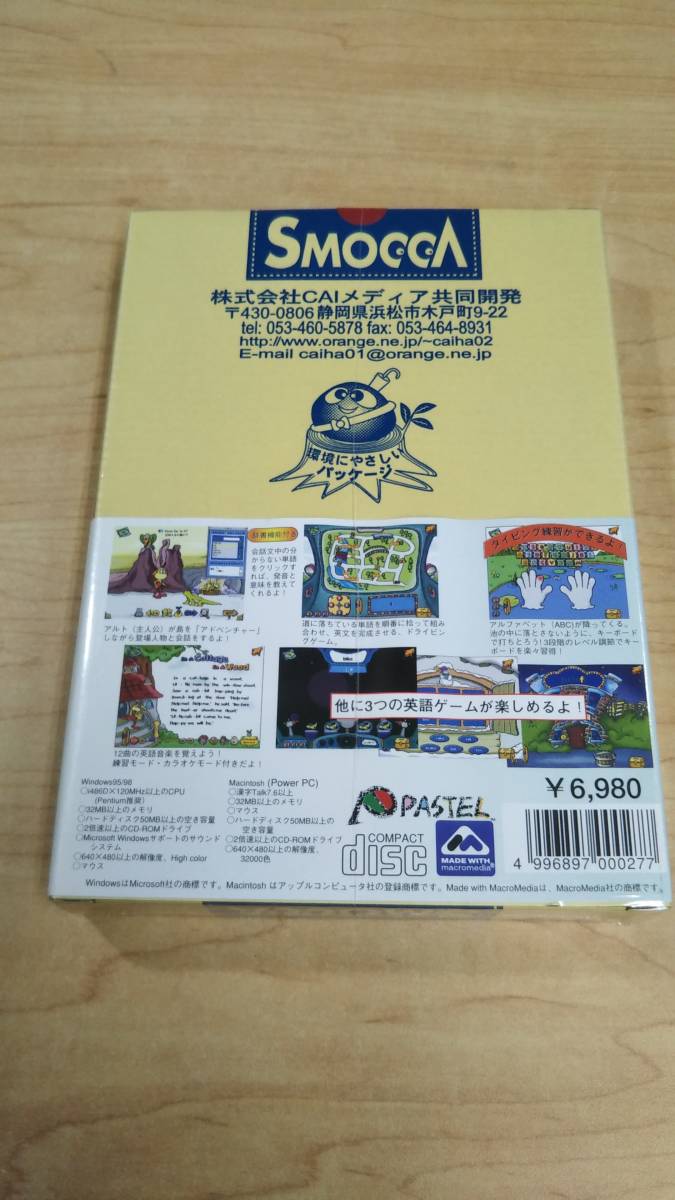 SMOCCA
株式会社CAIメディア共同開発
〒430-0806 静岡県浜松市木戸町9-22
tel: 053-460-5878 fax: 053-464-8931
http://www.orange.ne.jp/~caiha02
E-mail caiha01@orange.ne.jp
環境にやさしい
パッケージ
辞書機能付き
会話文中の分
からない単語
をクリックす
れば、発音と
意味を教えて
くれるよ!
アルト(主人公)が島を「アドベンチャー」
しながら登場人物と会話をするよ!
道に落ちている単語を順番に拾って組み
合わせ、英文を完成させる、ドライビン
グゲーム。
タイピング練習ができるよ!
アルファベット(ABC)が降ってくる。
池の中に落とさないように、キーボード
で打ちとろう!3段階のレベル調節でキー
ボードを楽々習得!
In A Cottage
In A Wood
12曲の英語音楽を覚えよう!
練習モード・カラオケモード付きだよ!
他に3つの英語ゲームが楽しめるよ!
Windows95/98
○i486D×120MHz以上のCPU
(Pentium推奨)
○32MB以上のメモリ
○ハードディスク50MB以上の空き容量
○2倍速以上のCD-ROMドライブ
○Microsoft Windowsサポートのサウンド
システム
○640×480以上の解像度、High color
○マウス
Macintosh (Power PC)
○漢字Talk7.6以上
○32MB以上のメモリ
○マウス
○ハードディスク50MB以上の
空き容量
○2倍速以上のCD-ROMドライブ
○640×480以上の解像度、
32000色
PASTEL
COMPACT
disc
MADE WITH
macromedia
¥6,980
4 996897 000277
WindowsはMicrosoft社の商標です。Macintosh はアップルコンピュータ社の登録商標です。Made with MacroMediaは、MacroMedia社の商標です。